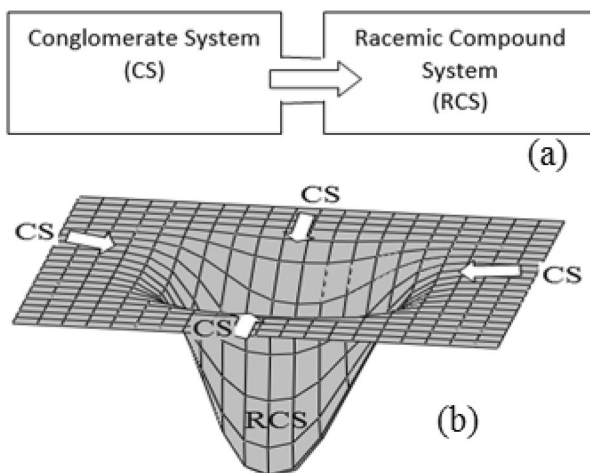 Conglomerate System
(CS)
Racemic Compound
System
(RCS)
(a)
CS
CS
CS
CS
RCS
(b)